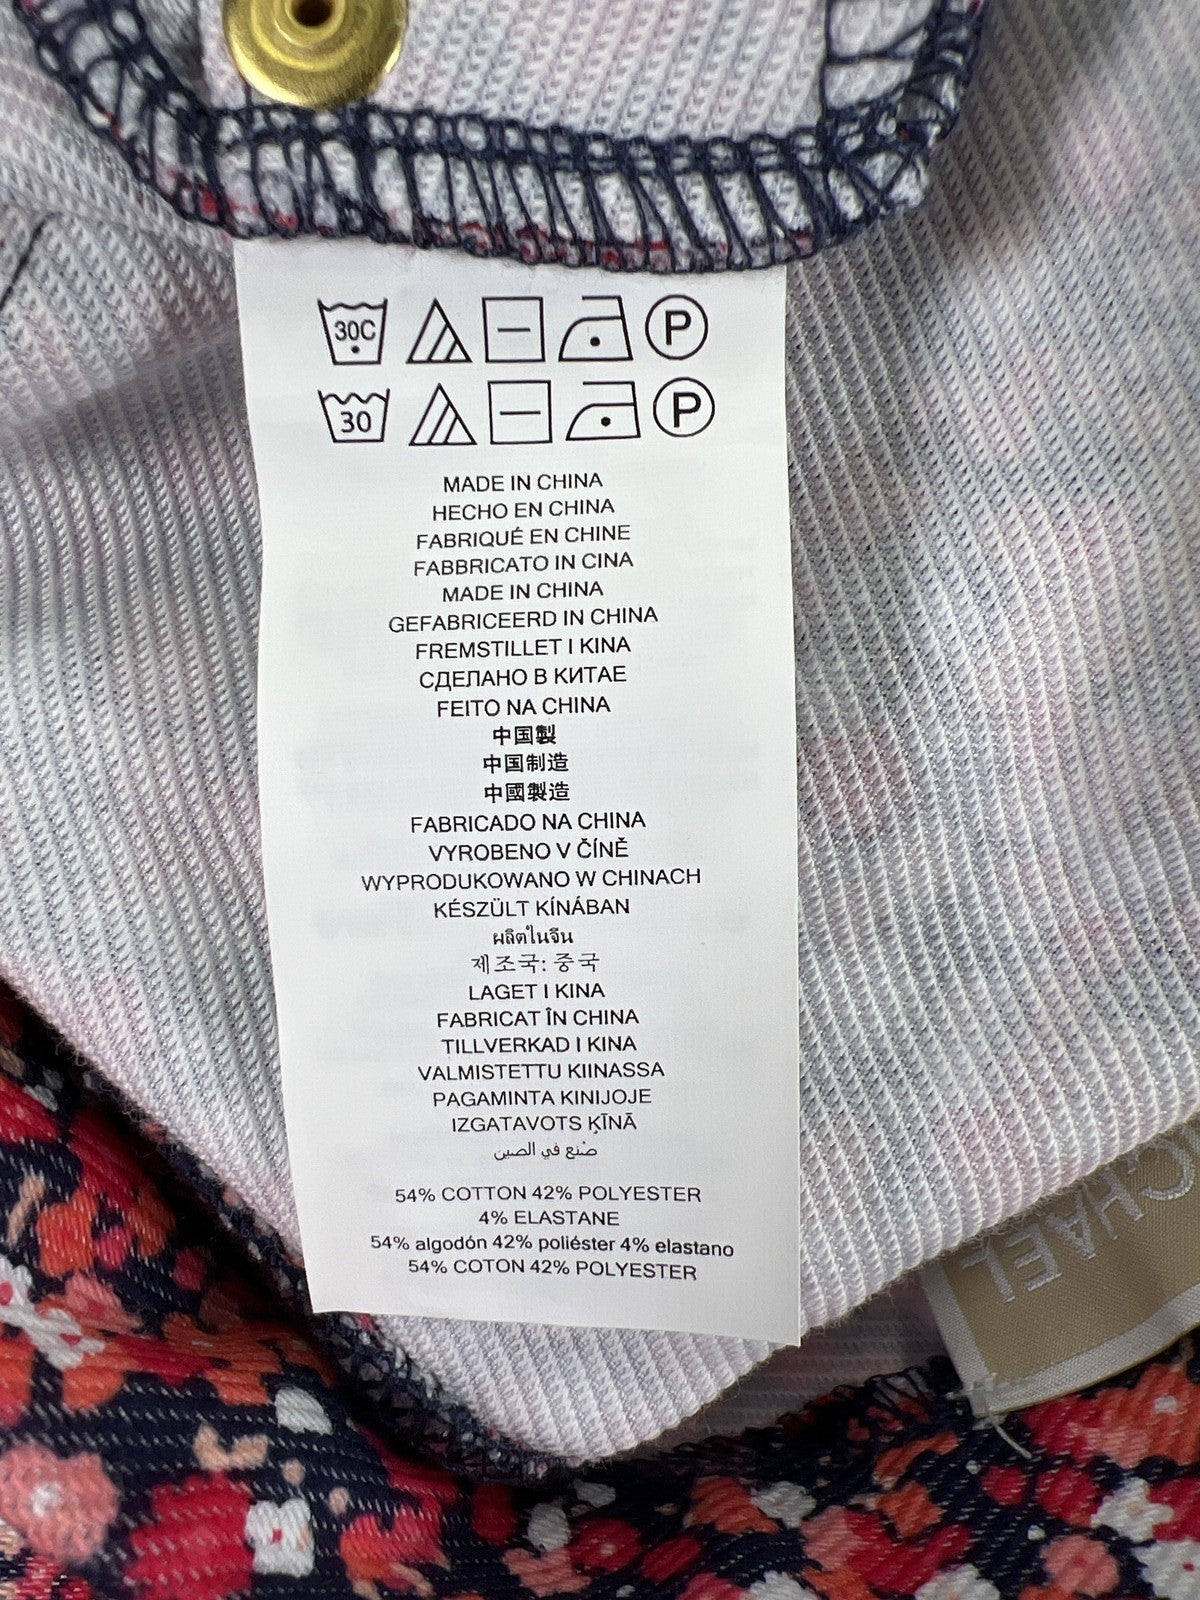 30C P
30 P
MADE IN CHINA
HECHO EN CHINA
FABRIQUÉ EN CHINE
FABBRICATO IN CINA
MADE IN CHINA
GEFABRICEERD IN CHINA
FREMSTILLET I KINA
СДЕЛАНО В КИТАЕ
FEITO NA CHINA
中国製
中国制造
中國製造
FABRICADO NA CHINA
VYROBENO V ČÍNĚ
WYPRODUKOWANO W CHINACH
KÉSZÜLT KÍNÁBAN
ผลิตในจีน
제조국: 중국
LAGET I KINA
FABRICAT ÎN CHINA
TILLVERKAD I KINA
VALMISTETTU KIINASSA
PAGAMINTA KINIJOJE
IZGATAVOTS ĶĪNĀ
صُنع في الصين
54% COTTON 42% POLYESTER
4% ELASTANE
54% algodón 42% poliéster 4% elastano
54% COTON 42% POLYESTER
CHAEL